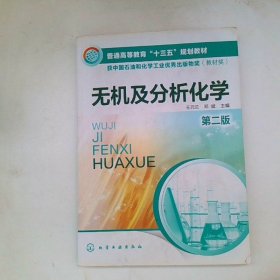 普通高等教育“十三五”规划教材
获中国石油和化学工业优秀出版物奖（教材奖）
无机及分析化学
主编
第二版
WUJI
JI
FENXI
HUAXUE
化学工业出版社